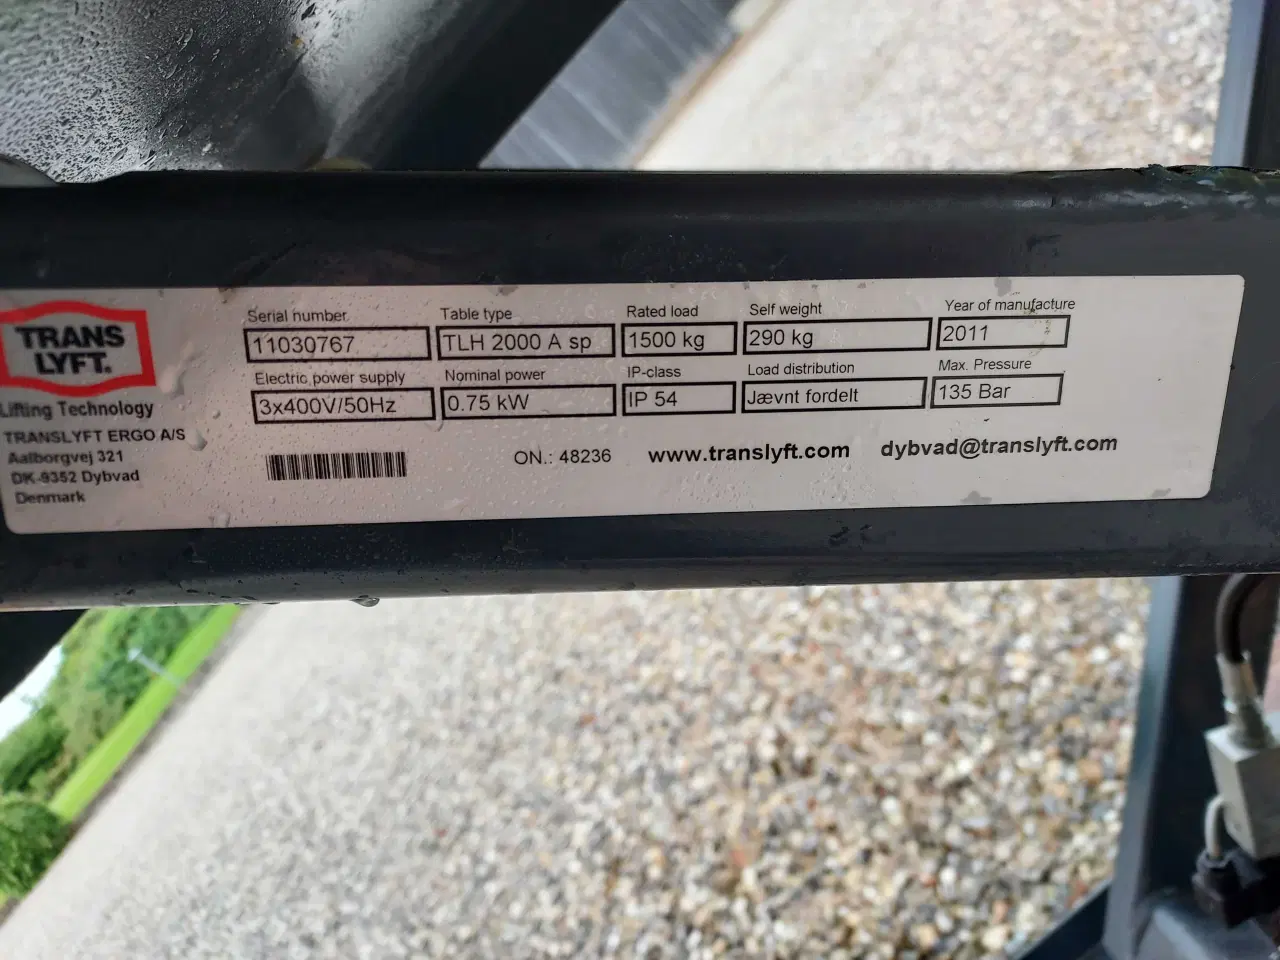 TRANS
LYFT.
Lifting Technology
TRANSLYFT ERGO A/S
Aalborgvej 321
DK-9352 Dybvad
Denmark
Serial number
11030767
Table type
TLH 2000 A sp
Rated load
1500 kg
Self weight
290 kg
Year of manufacture
2011
Electric power supply
3x400V/50Hz
Nominal power
0.75 kW
IP-class
IP 54
Load distribution
Jævnt fordelt
Max. Pressure
135 Bar
ON.: 48236
www.translyft.com
dybvad@translyft.com